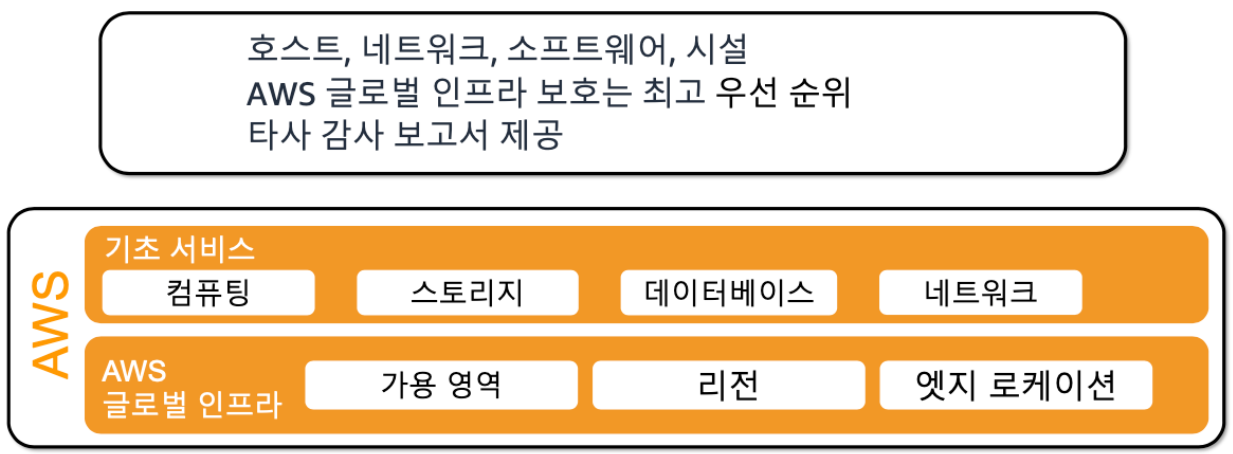 호스트, 네트워크, 소프트웨어, 시설
AWS 글로벌 인프라 보호는 최고 우선 순위
타사 감사 보고서 제공
AWS
기초 서비스
컴퓨팅 스토리지 데이터베이스 네트워크
AWS
글로벌 인프라
가용 영역 리전 엣지 로케이션